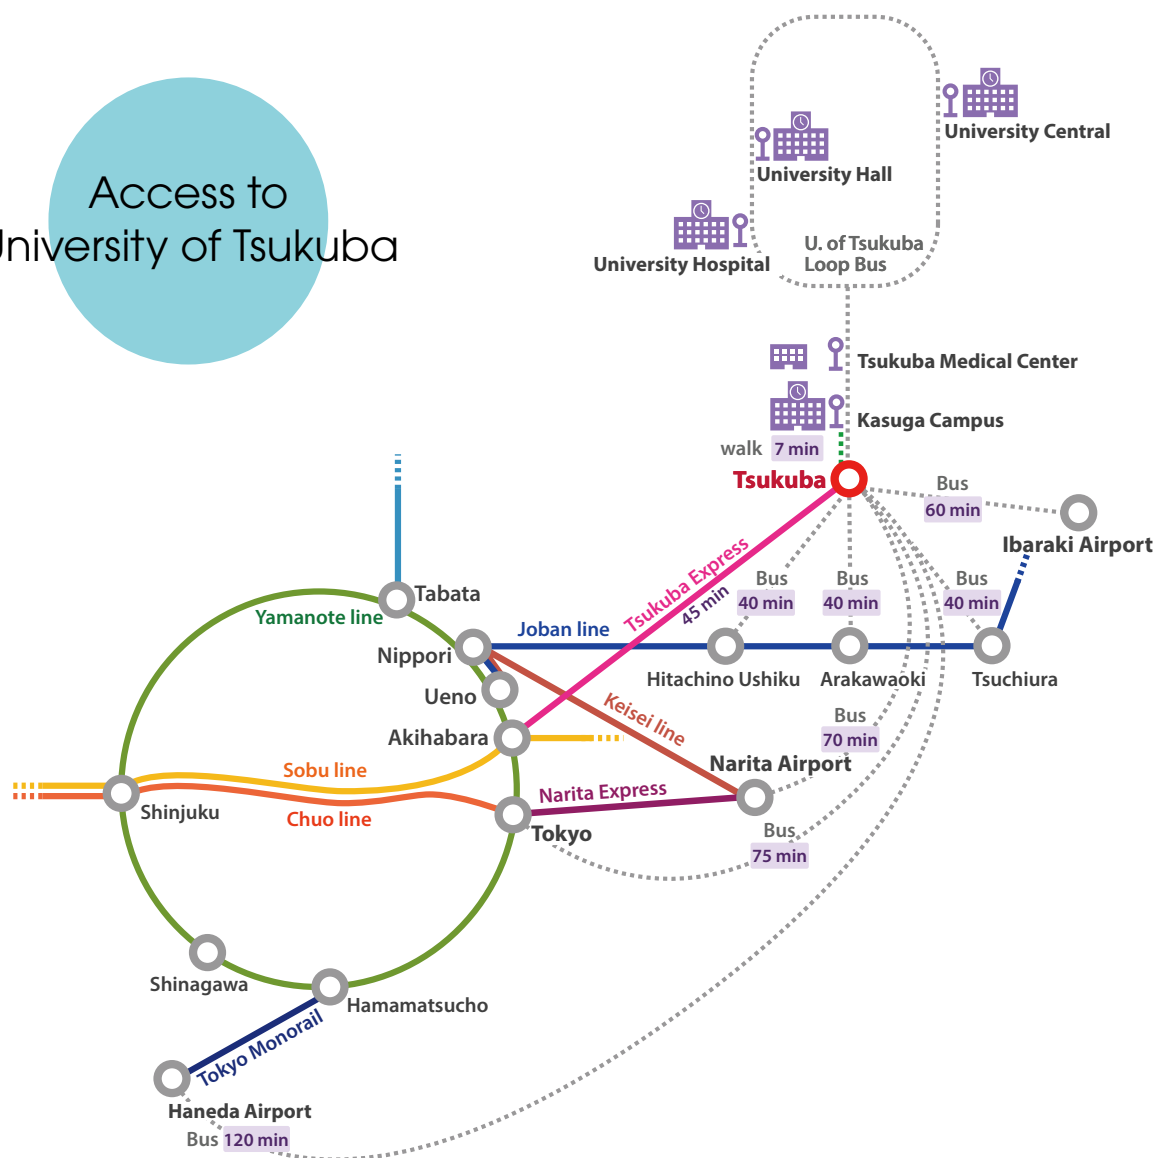 Access to
University of Tsukuba
University Central
University Hall
U. of Tsukuba
Loop Bus
University Hospital
Tsukuba Medical Center
Kasuga Campus
walk 7 min
Tsukuba
Bus
60 min
Ibaraki Airport
Tsukuba Express
45 min
Bus
40 min
Bus
40 min
Bus
40 min
Tabata
Yamanote line
Joban line
Nippori
Hitachino Ushiku
Arakawaoki
Tsuchiura
Ueno
Keisei line
Akihabara
Bus
70 min
Narita Airport
Sobu line
Narita Express
Shinjuku
Chuo line
Tokyo
Bus
75 min
Shinagawa
Hamamatsucho
Tokyo Monorail
Haneda Airport
Bus 120 min